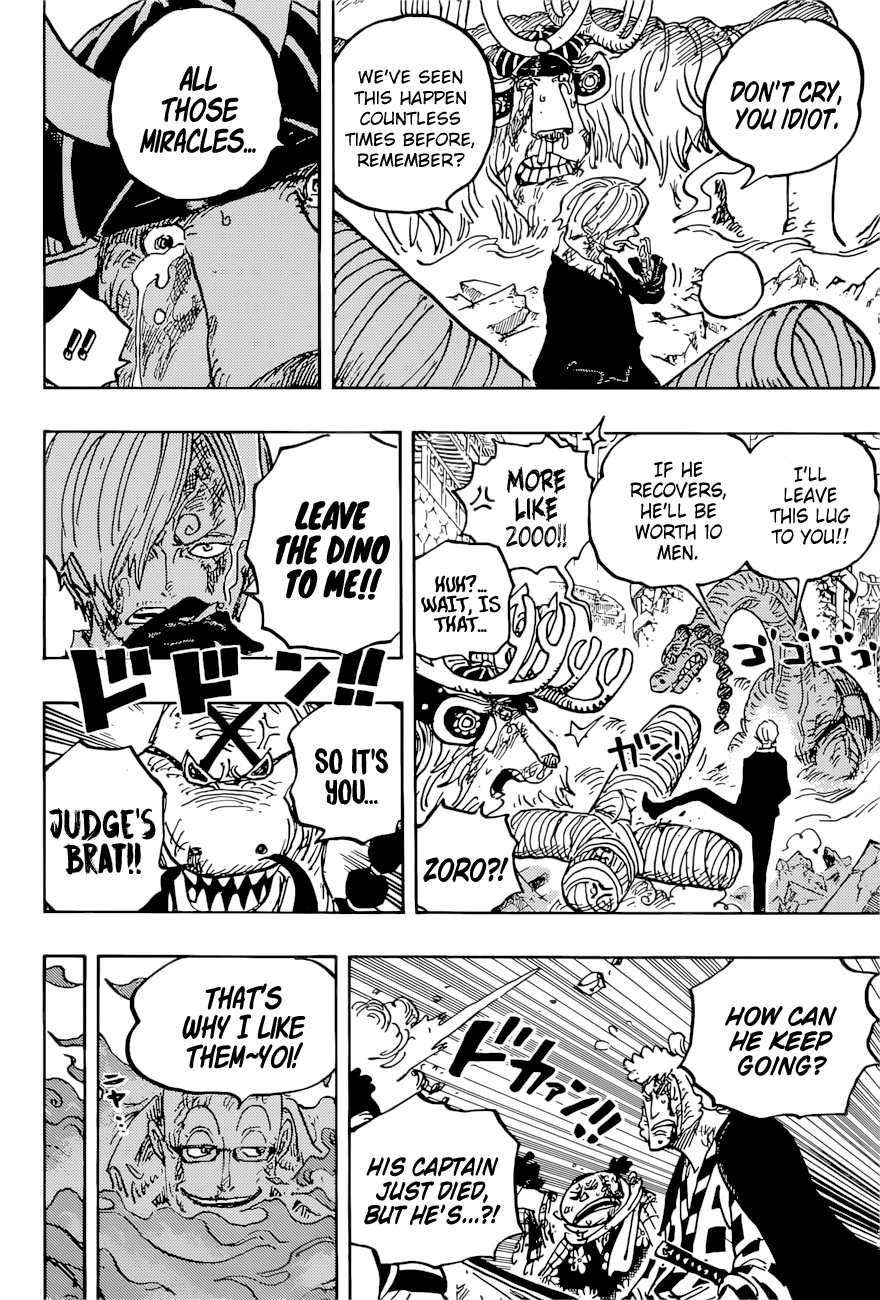 DON'T CRY,
YOU IDIOT.
WE'VE SEEN
THIS HAPPEN
COUNTLESS
TIMES BEFORE,
REMEMBER?
ALL
THOSE
MIRACLES...
!!
I'LL
LEAVE
THIS LUG
TO YOU!!
IF HE
RECOVERS,
HE'LL BE
WORTH 10
MEN.
MORE
LIKE
2000!!
ゴゴゴゴ
HUH?...
WAIT, IS
THAT...
ガン!
ZORO?!
LEAVE
THE DINO
TO ME!!
ドドン!!
SO IT'S
YOU...
JUDGE'S
BRAT!!
HOW CAN
HE KEEP
GOING?
ドカァン!!
HIS CAPTAIN
JUST DIED,
BUT HE'S...?!
THAT'S
WHY I LIKE
THEM~YOI!
ニヤ...